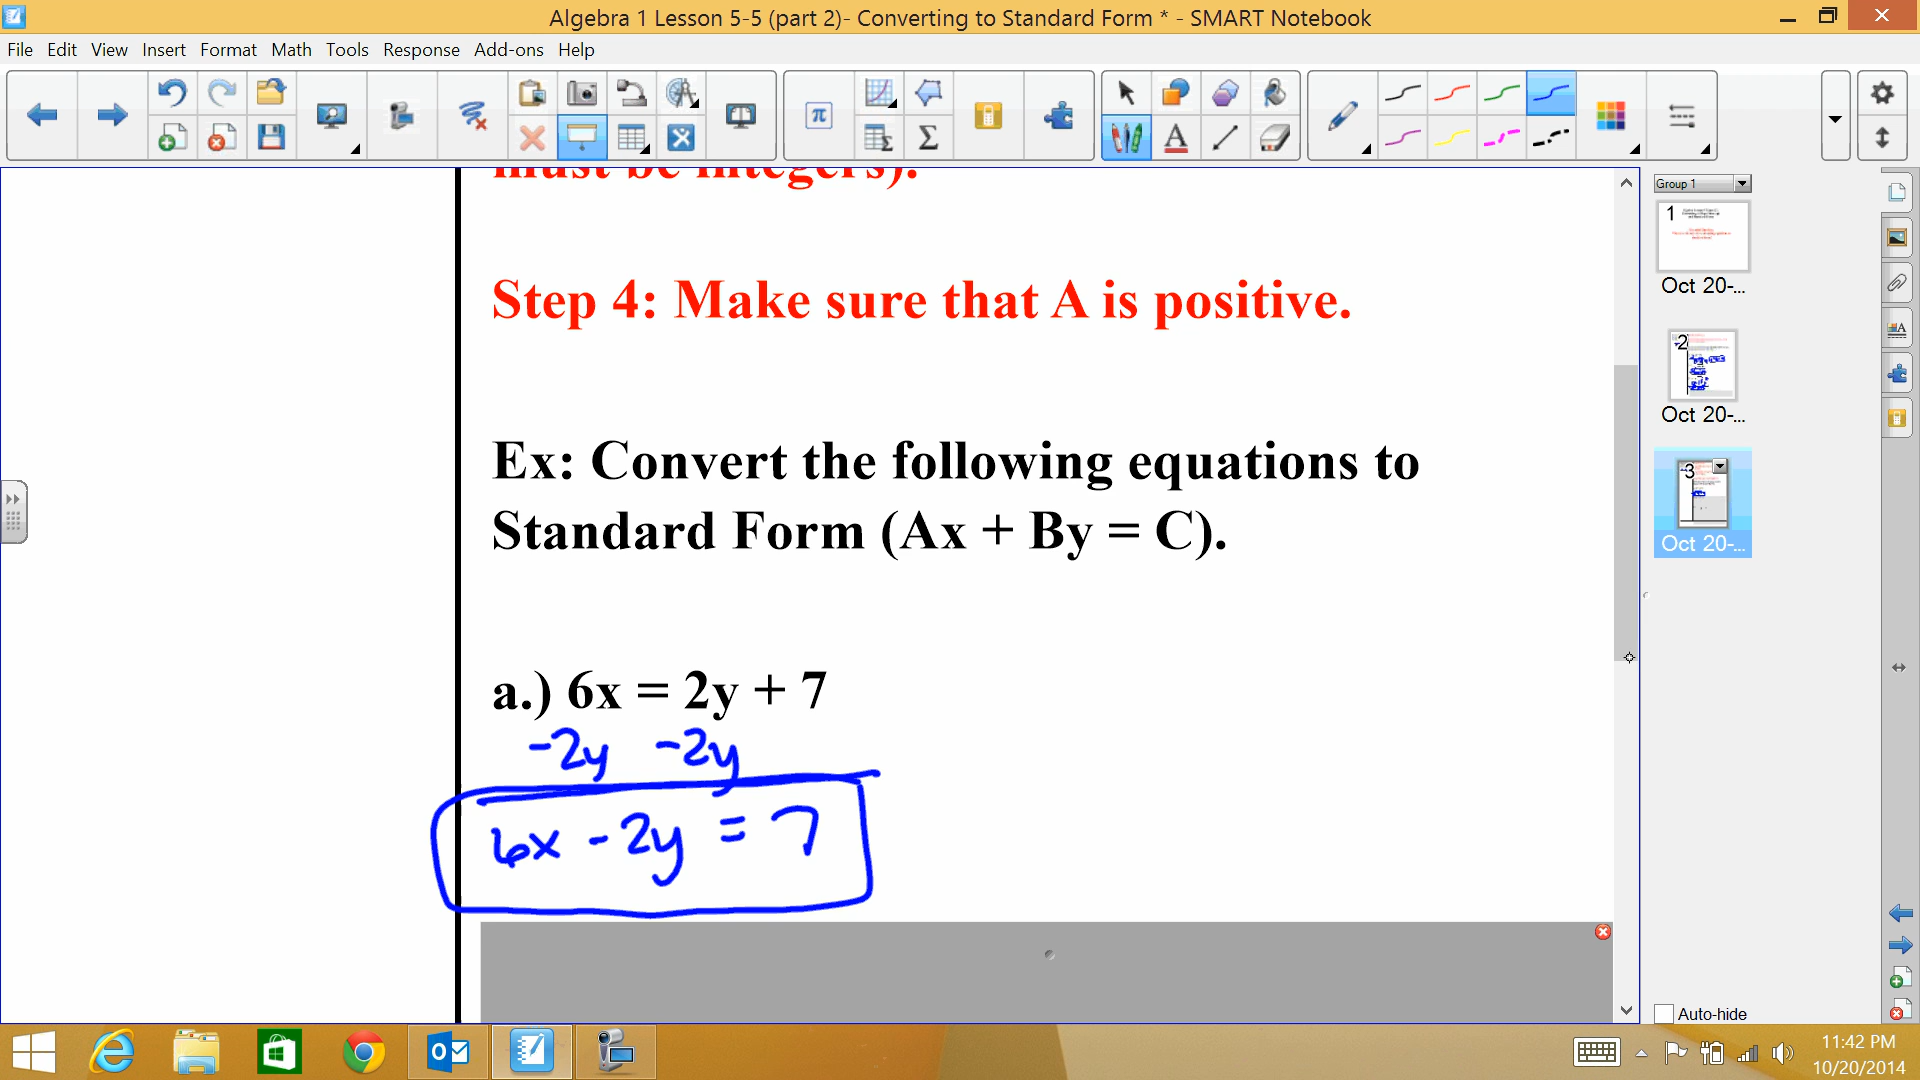 Algebra 1 Lesson 5-5 (part 2)- Converting to Standard Form * - SMART Notebook
File Edit View Insert Format Math Tools Response Add-ons Help
must be integers).
Step 4: Make sure that A is positive.
Ex: Convert the following equations to
Standard Form (Ax + By = C).
a.) 6x = 2y + 7
-2y -2y
6x - 2y = 7
Group 1
1
Oct 20-...
2
Oct 20-...
3
Oct 20-...
Auto-hide
11:42 PM
10/20/2014